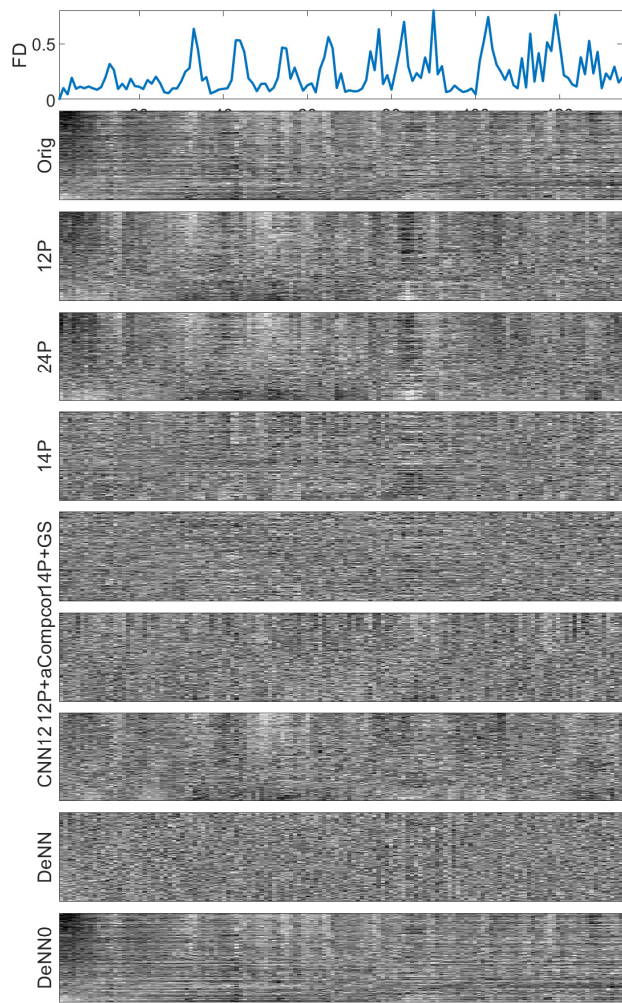 FD
0.5
0
Orig
12P
24P
14P
14P+GS
12P+aCompcor
CNN12
DeNN
DeNN0